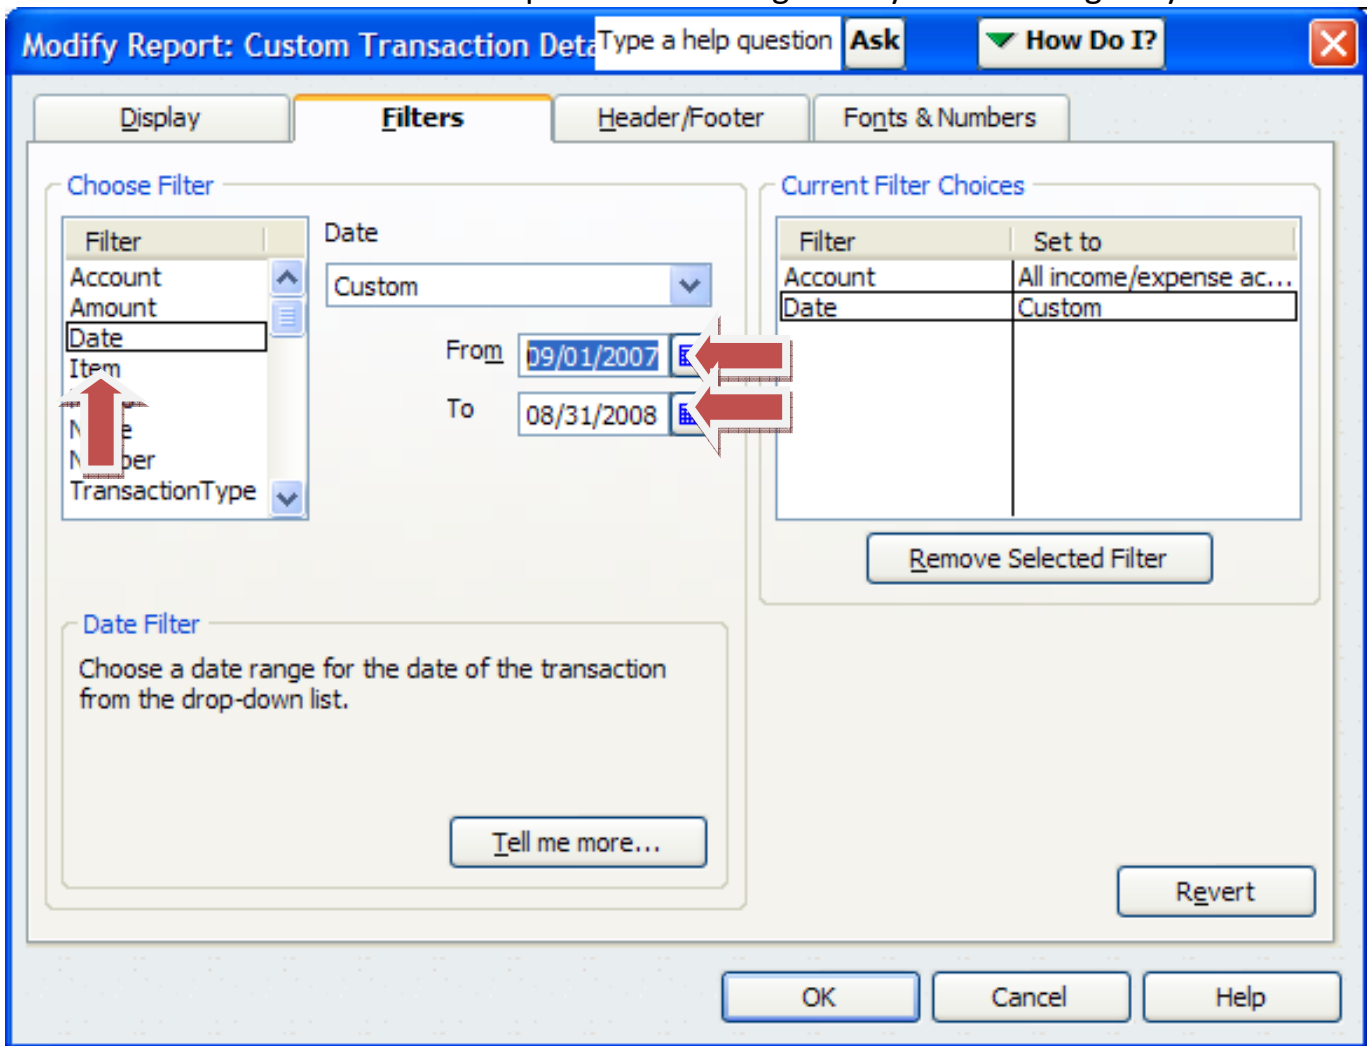 Modify Report: Custom Transaction Deta
Type a help question Ask How Do I?
Display Filters Header/Footer Fonts & Numbers
Choose Filter
Filter
Account
Amount
Date
Item
TransactionType
Date
Custom
From 09/01/2007
To 08/31/2008
Date Filter
Choose a date range for the date of the transaction
from the drop-down list.
Tell me more...
Current Filter Choices
Filter Set to
Account All income/expense ac...
Date Custom
Remove Selected Filter
Revert
OK Cancel Help